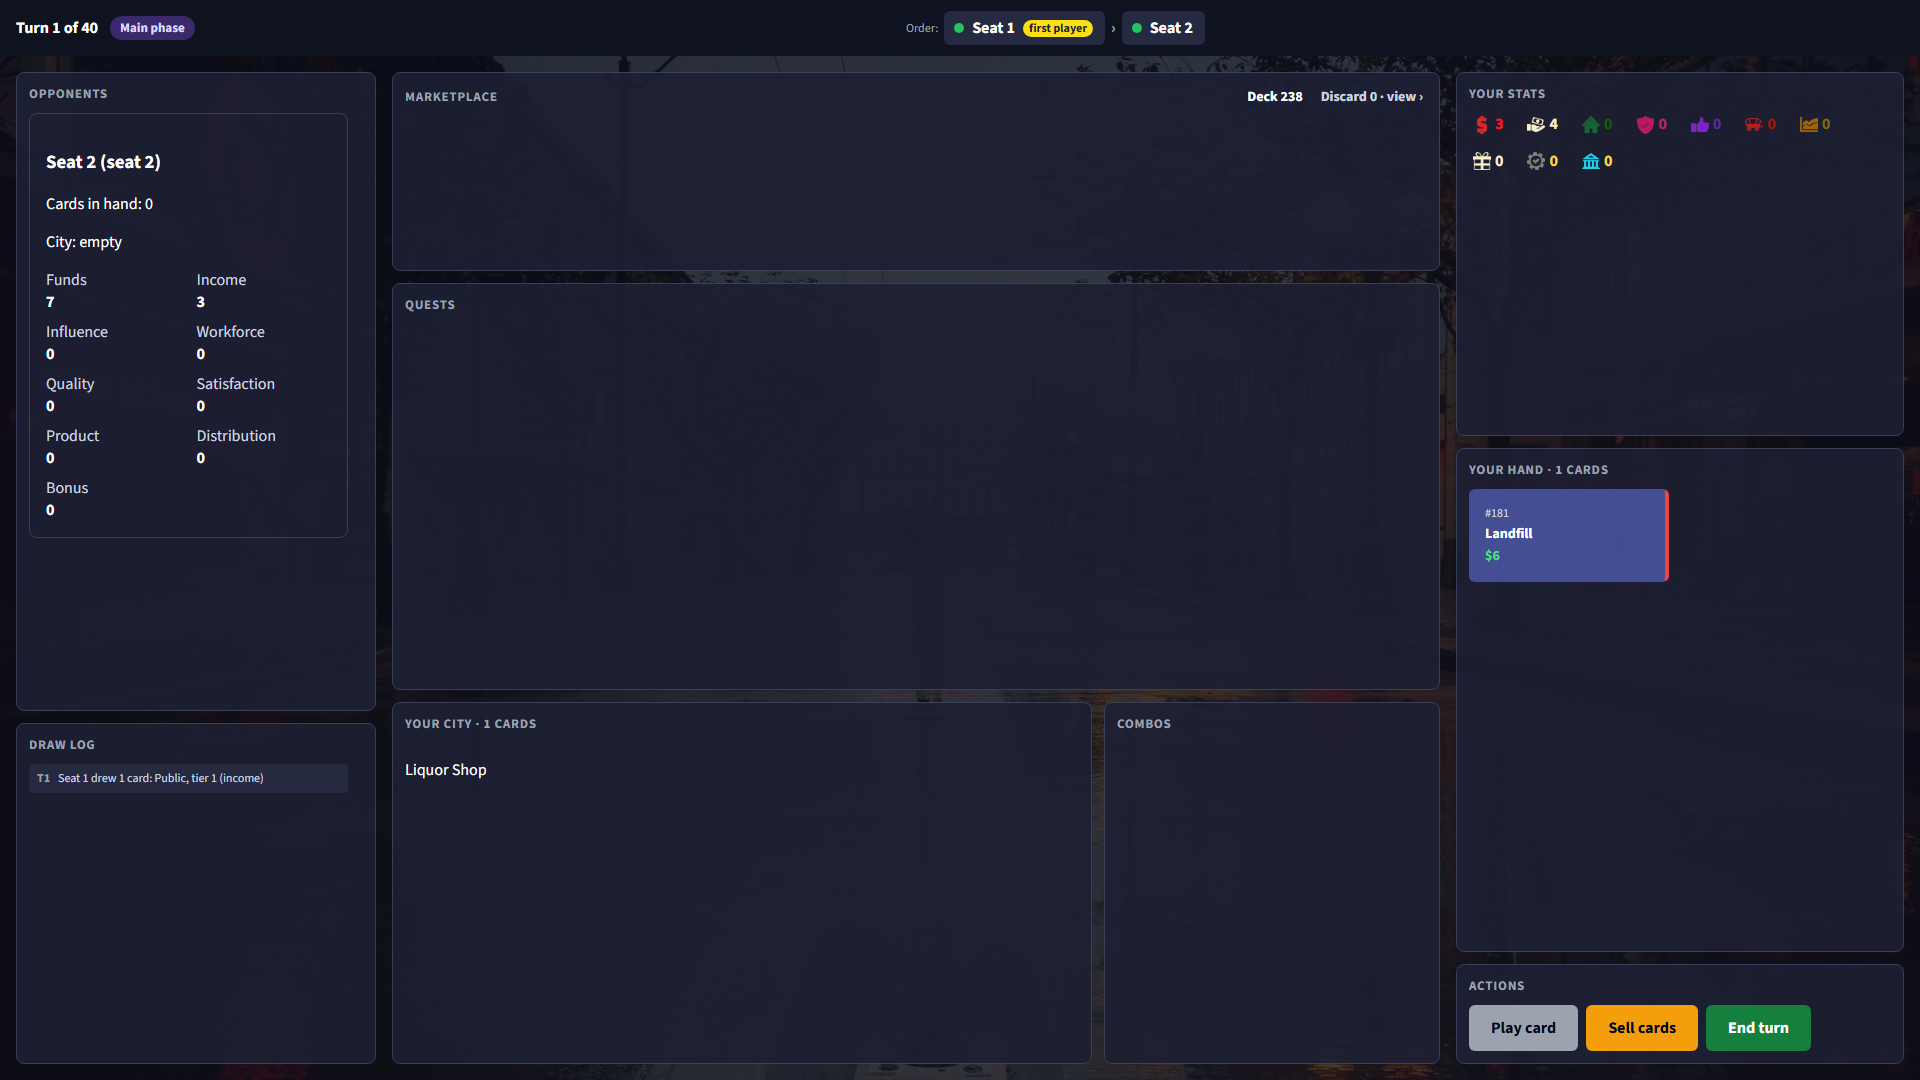 Turn 1 of 40
Main phase
Order:
Seat 1
first player
›
Seat 2
OPPONENTS
Seat 2 (seat 2)
Cards in hand: 0
City: empty
Funds
7
Income
3
Influence
0
Workforce
0
Quality
0
Satisfaction
0
Product
0
Distribution
0
Bonus
0
DRAW LOG
T1 Seat 1 drew 1 card: Public, tier 1 (income)
MARKETPLACE
Deck 238
Discard 0 · view ›
QUESTS
YOUR CITY · 1 CARDS
Liquor Shop
COMBOS
YOUR STATS
3 4 0 0 0 0 0
0 0 0
YOUR HAND · 1 CARDS
#181
Landfill
$6
ACTIONS
Play card
Sell cards
End turn